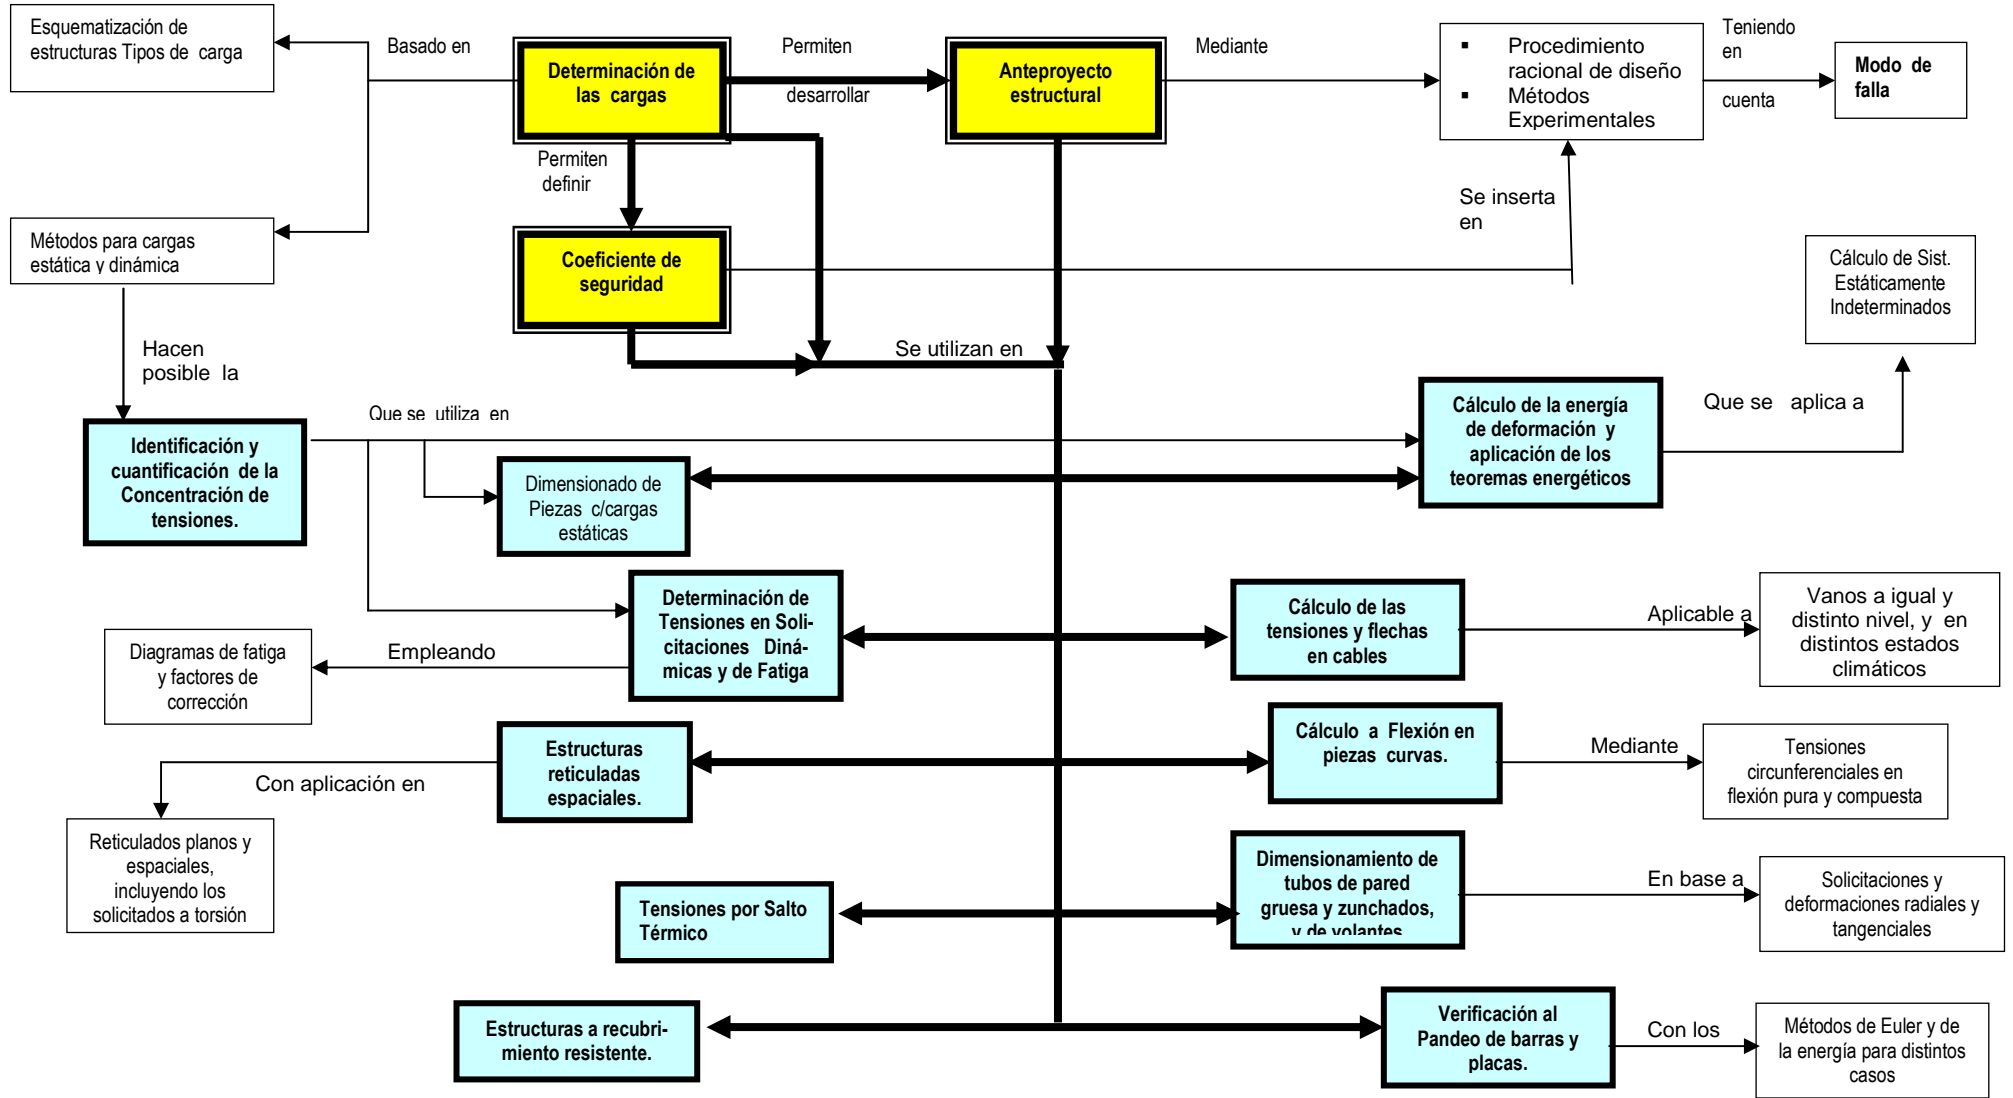 Esquematización de
estructuras Tipos de carga
Basado en
Determinación de
las cargas
Permiten
desarrollar
Anteproyecto
estructural
Mediante
▪ Procedimiento
racional de diseño
▪ Métodos
Experimentales
Teniendo
en
cuenta
Modo de
falla
Permiten
definir
Se inserta
en
Métodos para cargas
estática y dinámica
Coeficiente de
seguridad
Cálculo de Sist.
Estáticamente
Indeterminados
Hacen
posible la
Se utilizan en
Que se utiliza en
Identificación y
cuantificación de la
Concentración de
tensiones.
Cálculo de la energía
de deformación y
aplicación de los
teoremas energéticos
Que se aplica a
Dimensionado de
Piezas c/cargas
estáticas
Determinación de
Tensiones en Soli-
citaciones Diná-
micas y de Fatiga
Cálculo de las
tensiones y flechas
en cables
Aplicable a
Vanos a igual y
distinto nivel, y en
distintos estados
climáticos
Diagramas de fatiga
y factores de
corrección
Empleando
Estructuras
reticuladas
espaciales.
Cálculo a Flexión en
piezas curvas.
Mediante
Tensiones
circunferenciales en
flexión pura y compuesta
Con aplicación en
Reticulados planos y
espaciales,
incluyendo los
solicitados a torsión
Tensiones por Salto
Térmico
Dimensionamiento de
tubos de pared
gruesa y zunchados,
y de volantes
En base a
Solicitaciones y
deformaciones radiales y
tangenciales
Estructuras a recubri-
miento resistente.
Verificación al
Pandeo de barras y
placas.
Con los
Métodos de Euler y de
la energía para distintos
casos